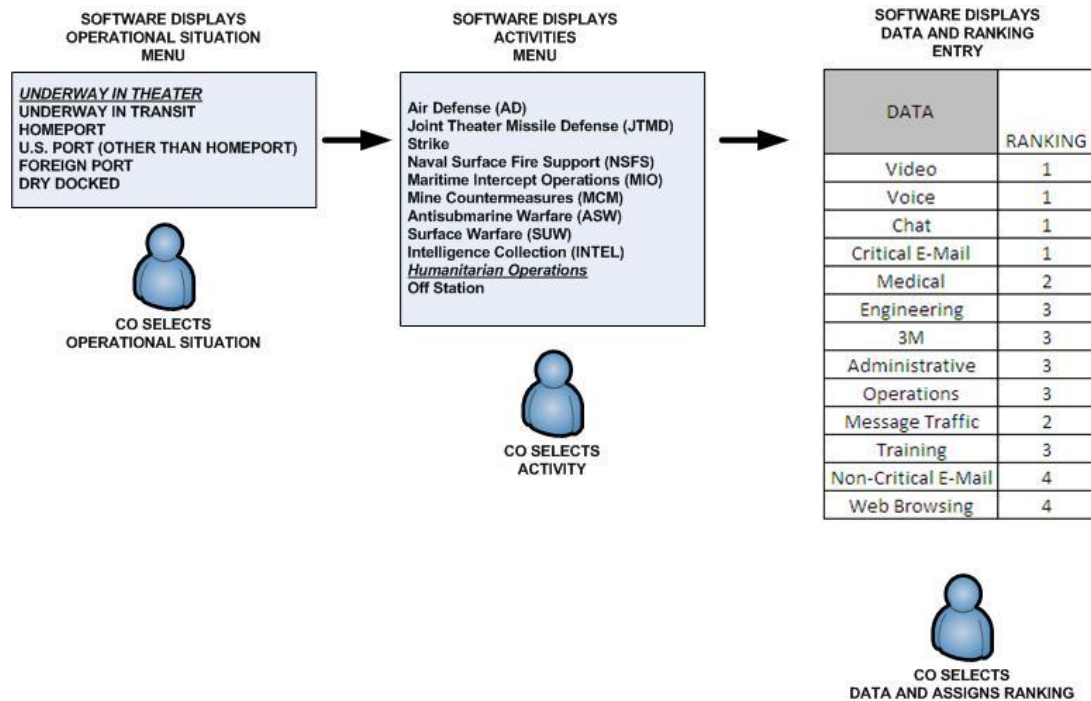 SOFTWARE DISPLAYS
OPERATIONAL SITUATION
MENU
UNDERWAY IN THEATER
UNDERWAY IN TRANSIT
HOMEPORT
U.S. PORT (OTHER THAN HOMEPORT)
FOREIGN PORT
DRY DOCKED
CO SELECTS
OPERATIONAL SITUATION
SOFTWARE DISPLAYS
ACTIVITIES
MENU
Air Defense (AD)
Joint Theater Missile Defense (JTMD)
Strike
Naval Surface Fire Support (NSFS)
Maritime Intercept Operations (MIO)
Mine Countermeasures (MCM)
Antisubmarine Warfare (ASW)
Surface Warfare (SUW)
Intelligence Collection (INTEL)
Humanitarian Operations
Off Station
CO SELECTS
ACTIVITY
SOFTWARE DISPLAYS
DATA AND RANKING
ENTRY
DATA RANKING
Video 1
Voice 1
Chat 1
Critical E-Mail 1
Medical 2
Engineering 3
3M 3
Administrative 3
Operations 3
Message Traffic 2
Training 3
Non-Critical E-Mail 4
Web Browsing 4
CO SELECTS
DATA AND ASSIGNS RANKING